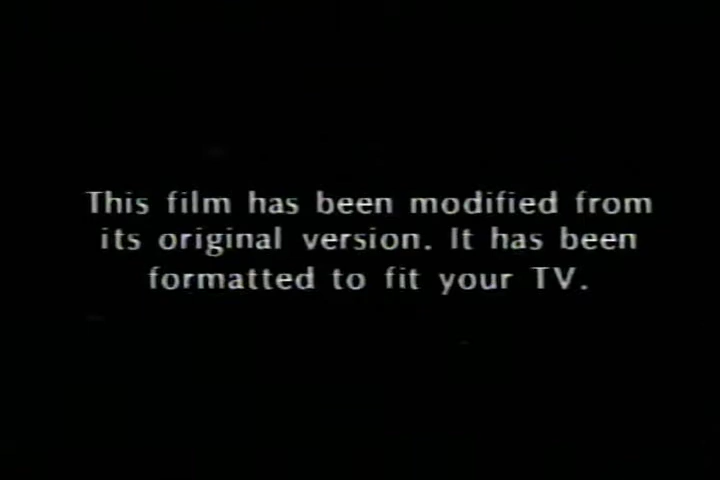 This film has been modified from
its original version. It has been
formatted to fit your TV.